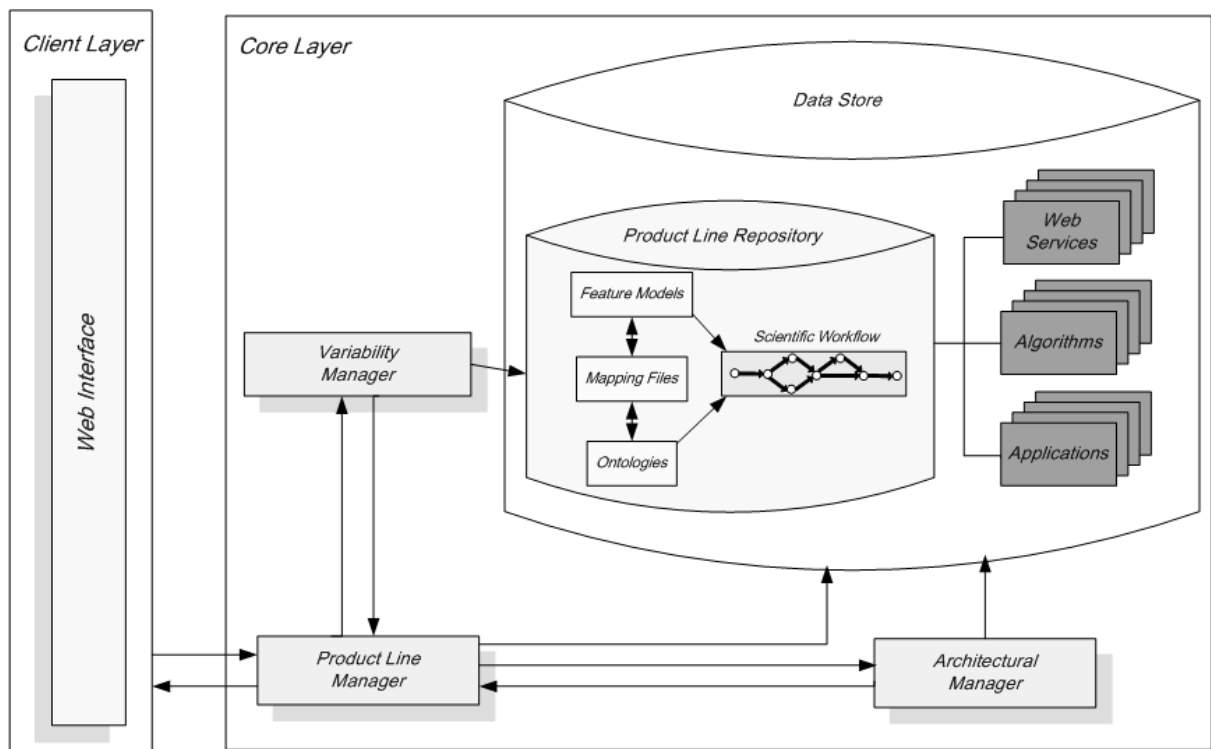 Client Layer
Core Layer
Web Interface
Data Store
Product Line Repository
Feature Models
Mapping Files
Ontologies
Scientific Workflow
Web
Services
Algorithms
Applications
Variability
Manager
Product Line
Manager
Architectural
Manager